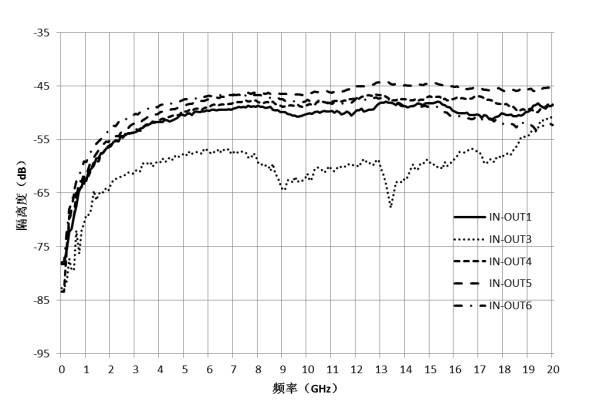 -35
-45
-55
-65
-75
-85
-95
隔离度（dB）
IN-OUT1
IN-OUT3
IN-OUT4
IN-OUT5
IN-OUT6
0 1 2 3 4 5 6 7 8 9 10 11 12 13 14 15 16 17 18 19 20
频率（GHz）